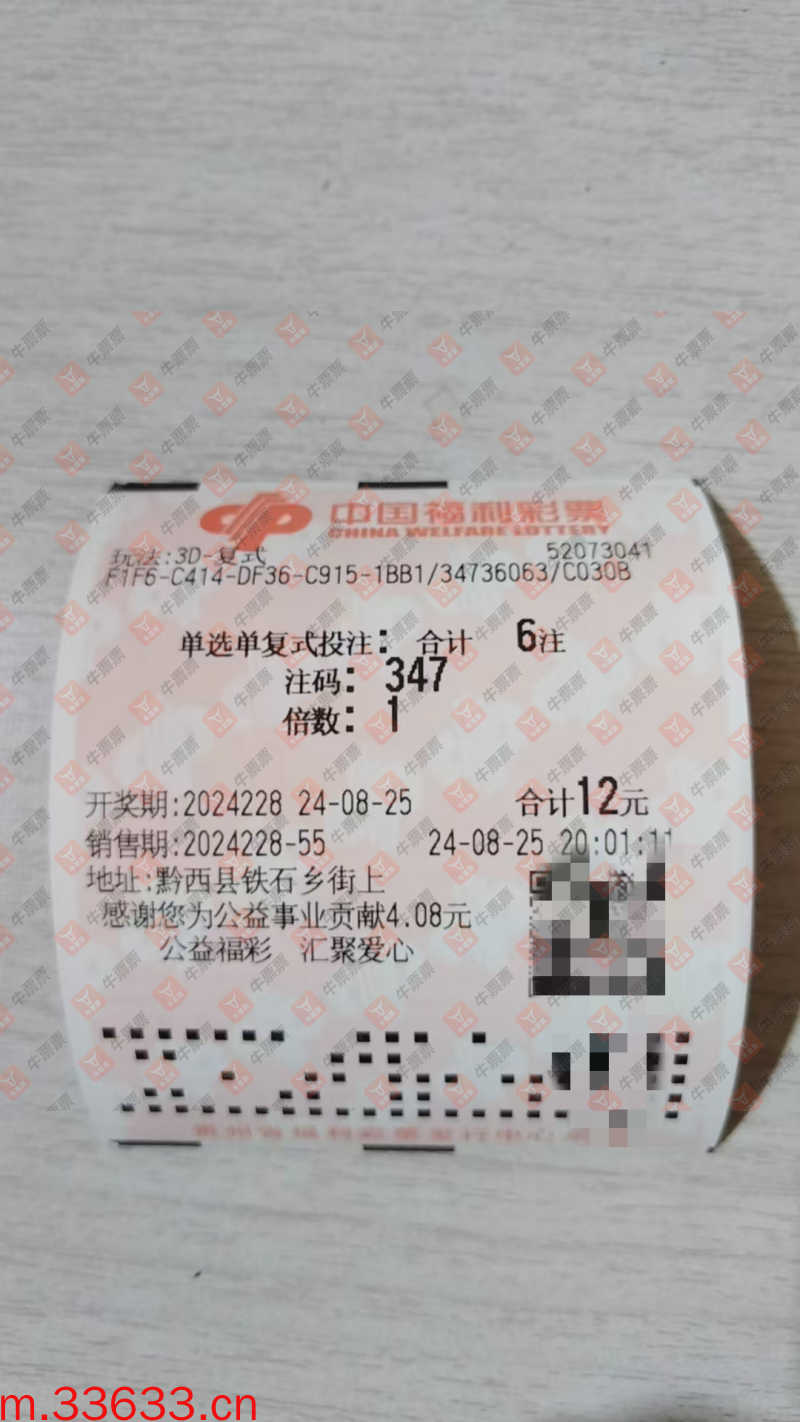 中国福利彩票
CHINA WELFARE LOTTERY
玩法:3D-复式 52073041
F1F6-C414-DF36-C915-1BB1/34736063/C030B
单选单复式投注: 合计 6注
注码: 347
倍数: 1
开奖期:2024228 24-08-25 合计12元
销售期:2024228-55 24-08-25 20:01:11
地址:黔西县铁石乡街上
感谢您为公益事业贡献4.08元
公益福彩 汇聚爱心
牛票票
m.33633.cn